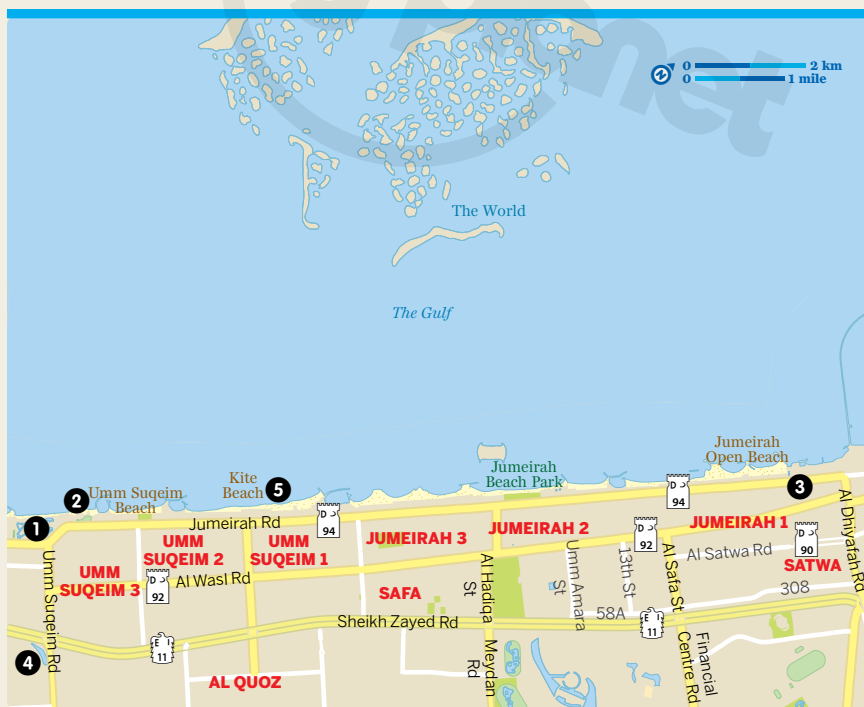 0 2 km
0 1 mile
The World
The Gulf
Jumeirah
Open Beach
Jumeirah
Beach Park
Kite
Beach
5
3
2
Umm Suqeim
Beach
94
94
1
Jumeirah Rd
JUMEIRAH 1
JUMEIRAH 2
92
Al Dhiyafah Rd
UMM
SUQEIM 2
UMM
SUQEIM 1
JUMEIRAH 3
90
Al Satwa Rd
SATWA
UMM
SUQEIM 3
D
92
Al Wasl Rd
Umm Suqeim Rd
SAFA
Al Hadiqa
St
Umm Amara
St
13th St
Al Safa St
308
58A
Sheikh Zayed Rd
E
11
E
11
4
AL QUOZ
Meydan
Rd
Financial
Centre Rd